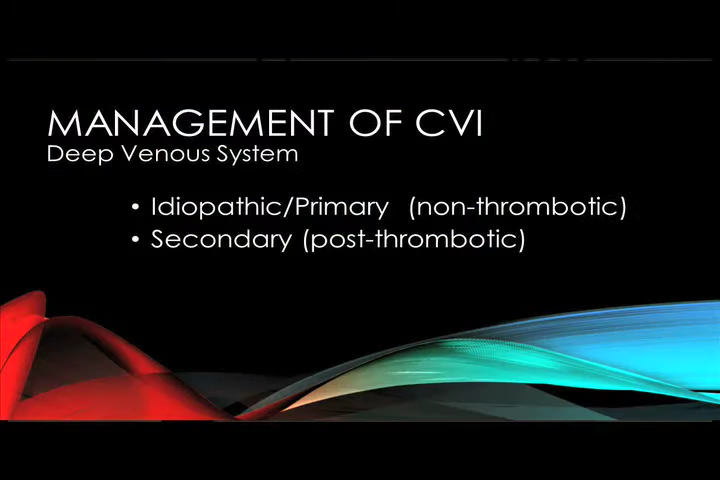 MANAGEMENT OF CVI
Deep Venous System
• Idiopathic/Primary (non-thrombotic)
• Secondary (post-thrombotic)